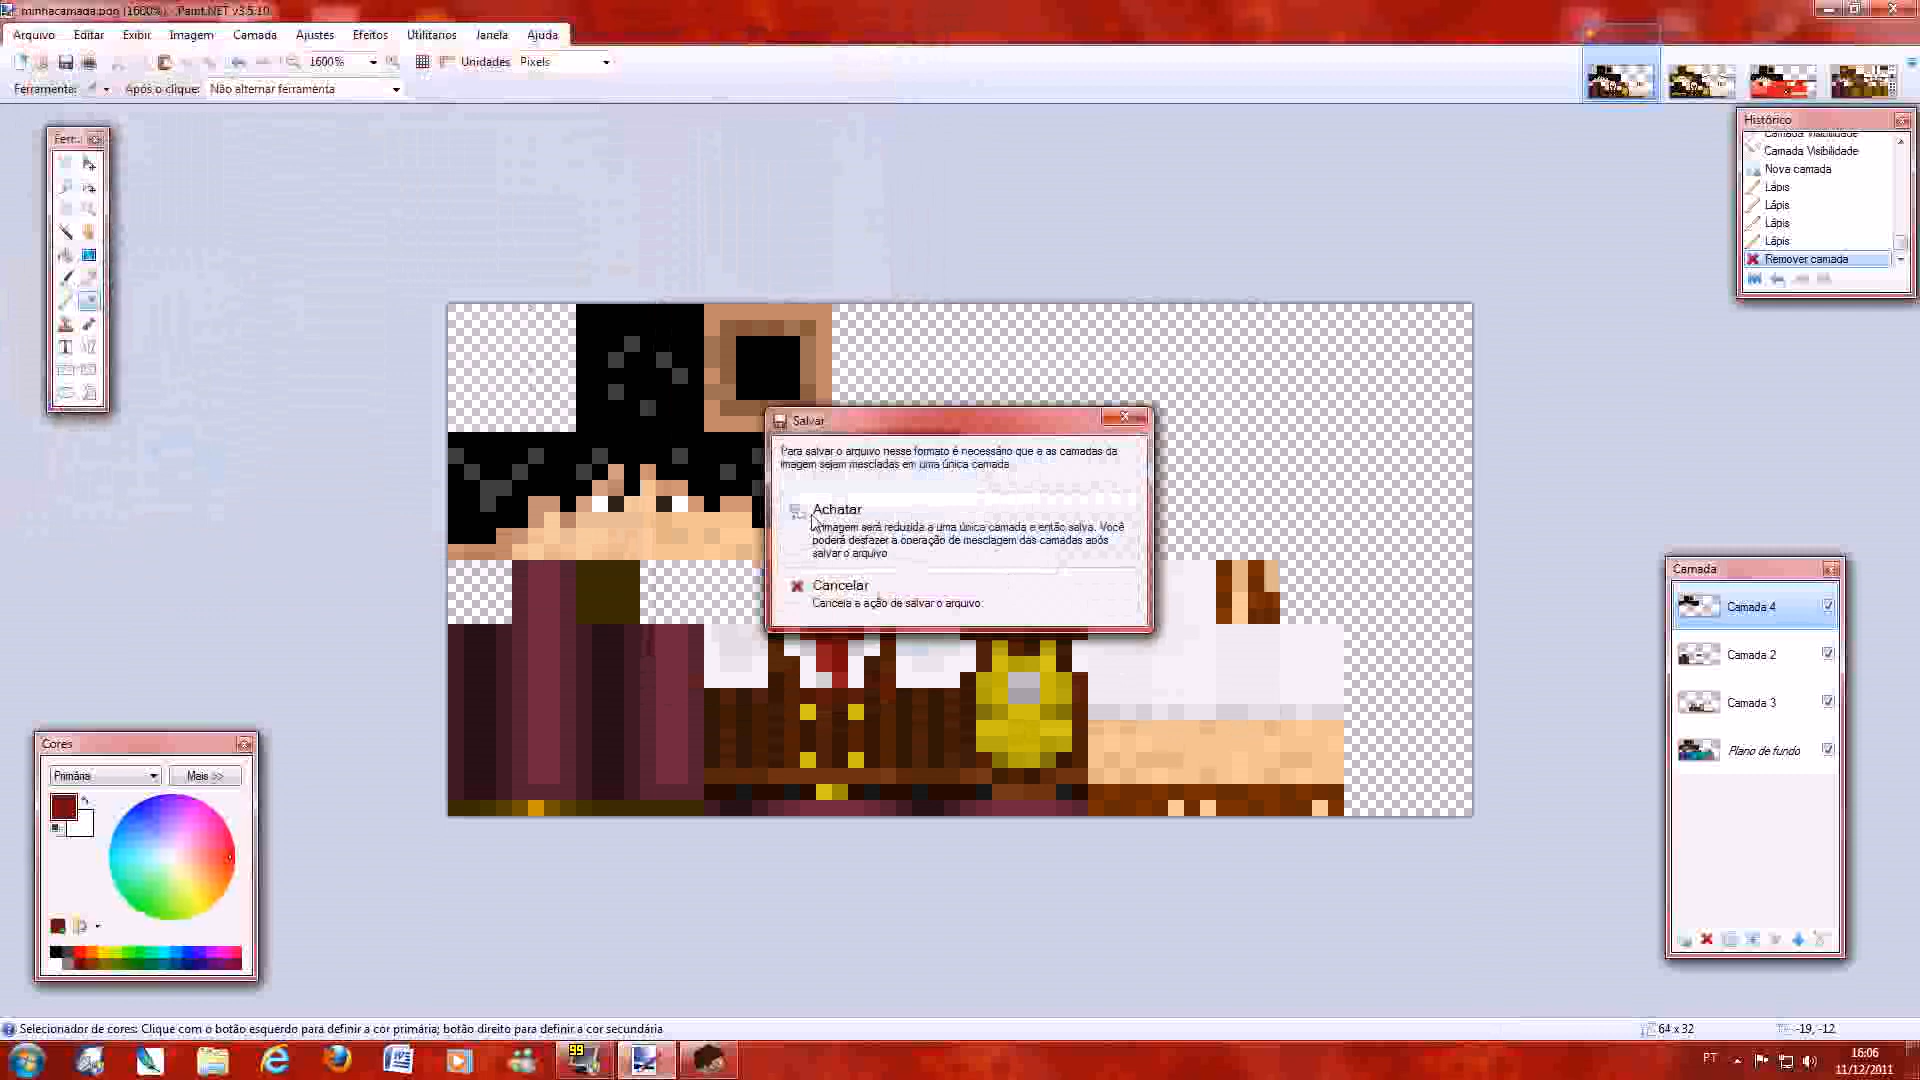 minhacamada.pdn (1600%) - Paint.NET v3.5.10
Arquivo Editar Exibir Imagem Camada Ajustes Efeitos Utilitários Janela Ajuda
1600% Unidades Pixels
Ferramenta: Após o clique: Não alternar ferramenta
Ferr...
Histórico
Camada Visibilidade
Camada Visibilidade
Nova camada
Lápis
Lápis
Lápis
Lápis
Remover camada
Salvar
Para salvar o arquivo nesse formato é necessário que a as camadas da
imagem sejam mescladas em uma única camada
Achatar
A imagem será reduzida a uma única camada e então salva. Você
poderá desfazer a operação de mesclagem das camadas após
salvar o arquivo
Cancelar
Cancela a ação de salvar o arquivo.
Camada
Camada 4
Camada 2
Camada 3
Plano de fundo
Cores
Primária Mais >>
Selecionador de cores: Clique com o botão esquerdo para definir a cor primária; botão direito para definir a cor secundária
64 x 32
-19, -12
99
PT
16:06
11/12/2011